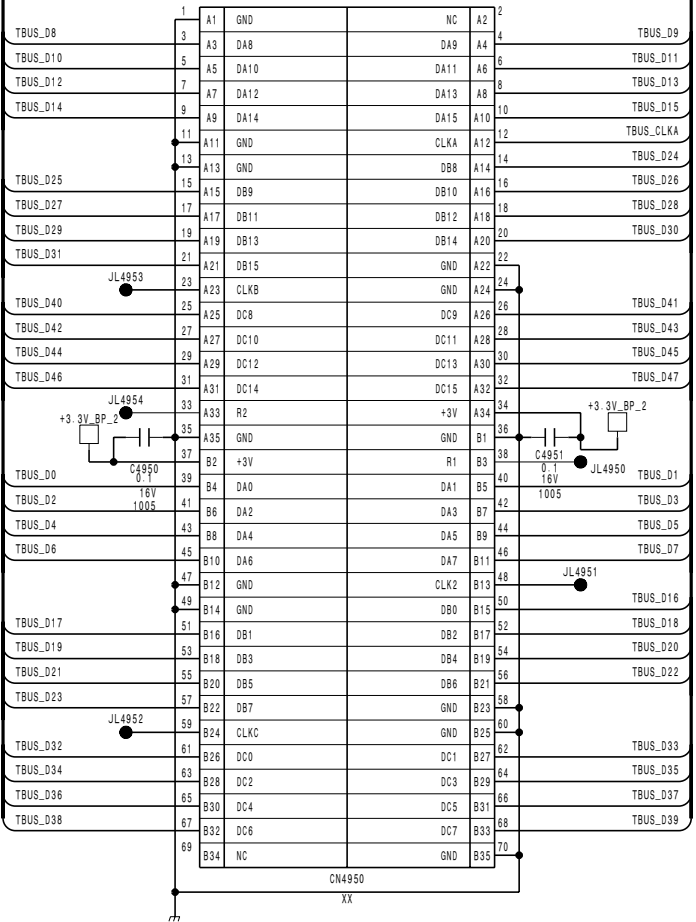 1 A1 GND NC A2 2
TBUS_D8 3 A3 DA8 DA9 A4 4 TBUS_D9
TBUS_D10 5 A5 DA10 DA11 A6 6 TBUS_D11
TBUS_D12 7 A7 DA12 DA13 A8 8 TBUS_D13
TBUS_D14 9 A9 DA14 DA15 A10 10 TBUS_D15
11 A11 GND CLKA A12 12 TBUS_CLKA
13 A13 GND DB8 A14 14 TBUS_D24
TBUS_D25 15 A15 DB9 DB10 A16 16 TBUS_D26
TBUS_D27 17 A17 DB11 DB12 A18 18 TBUS_D28
TBUS_D29 19 A19 DB13 DB14 A20 20 TBUS_D30
TBUS_D31 21 A21 DB15 GND A22 22
JL4953 23 A23 CLKB GND A24 24
TBUS_D40 25 A25 DC8 DC9 A26 26 TBUS_D41
TBUS_D42 27 A27 DC10 DC11 A28 28 TBUS_D43
TBUS_D44 29 A29 DC12 DC13 A30 30 TBUS_D45
TBUS_D46 31 A31 DC14 DC15 A32 32 TBUS_D47
JL4954 33 A33 R2 +3V A34 34 +3.3V_BP_2
+3.3V_BP_2 35 A35 GND GND B1 36
C4950 37 B2 +3V R1 B3 38 C4951 JL4950
0.1 0.1
16V 16V
1005 1005
TBUS_D0 39 B4 DA0 DA1 B5 40 TBUS_D1
TBUS_D2 41 B6 DA2 DA3 B7 42 TBUS_D3
TBUS_D4 43 B8 DA4 DA5 B9 44 TBUS_D5
TBUS_D6 45 B10 DA6 DA7 B11 46 TBUS_D7
47 B12 GND CLK2 B13 48 JL4951
49 B14 GND DB0 B15 50 TBUS_D16
TBUS_D17 51 B16 DB1 DB2 B17 52 TBUS_D18
TBUS_D19 53 B18 DB3 DB4 B19 54 TBUS_D20
TBUS_D21 55 B20 DB5 DB6 B21 56 TBUS_D22
TBUS_D23 57 B22 DB7 GND B23 58
JL4952 59 B24 CLKC GND B25 60
TBUS_D32 61 B26 DC0 DC1 B27 62 TBUS_D33
TBUS_D34 63 B28 DC2 DC3 B29 64 TBUS_D35
TBUS_D36 65 B30 DC4 DC5 B31 66 TBUS_D37
TBUS_D38 67 B32 DC6 DC7 B33 68 TBUS_D39
69 B34 NC GND B35 70
CN4950
XX